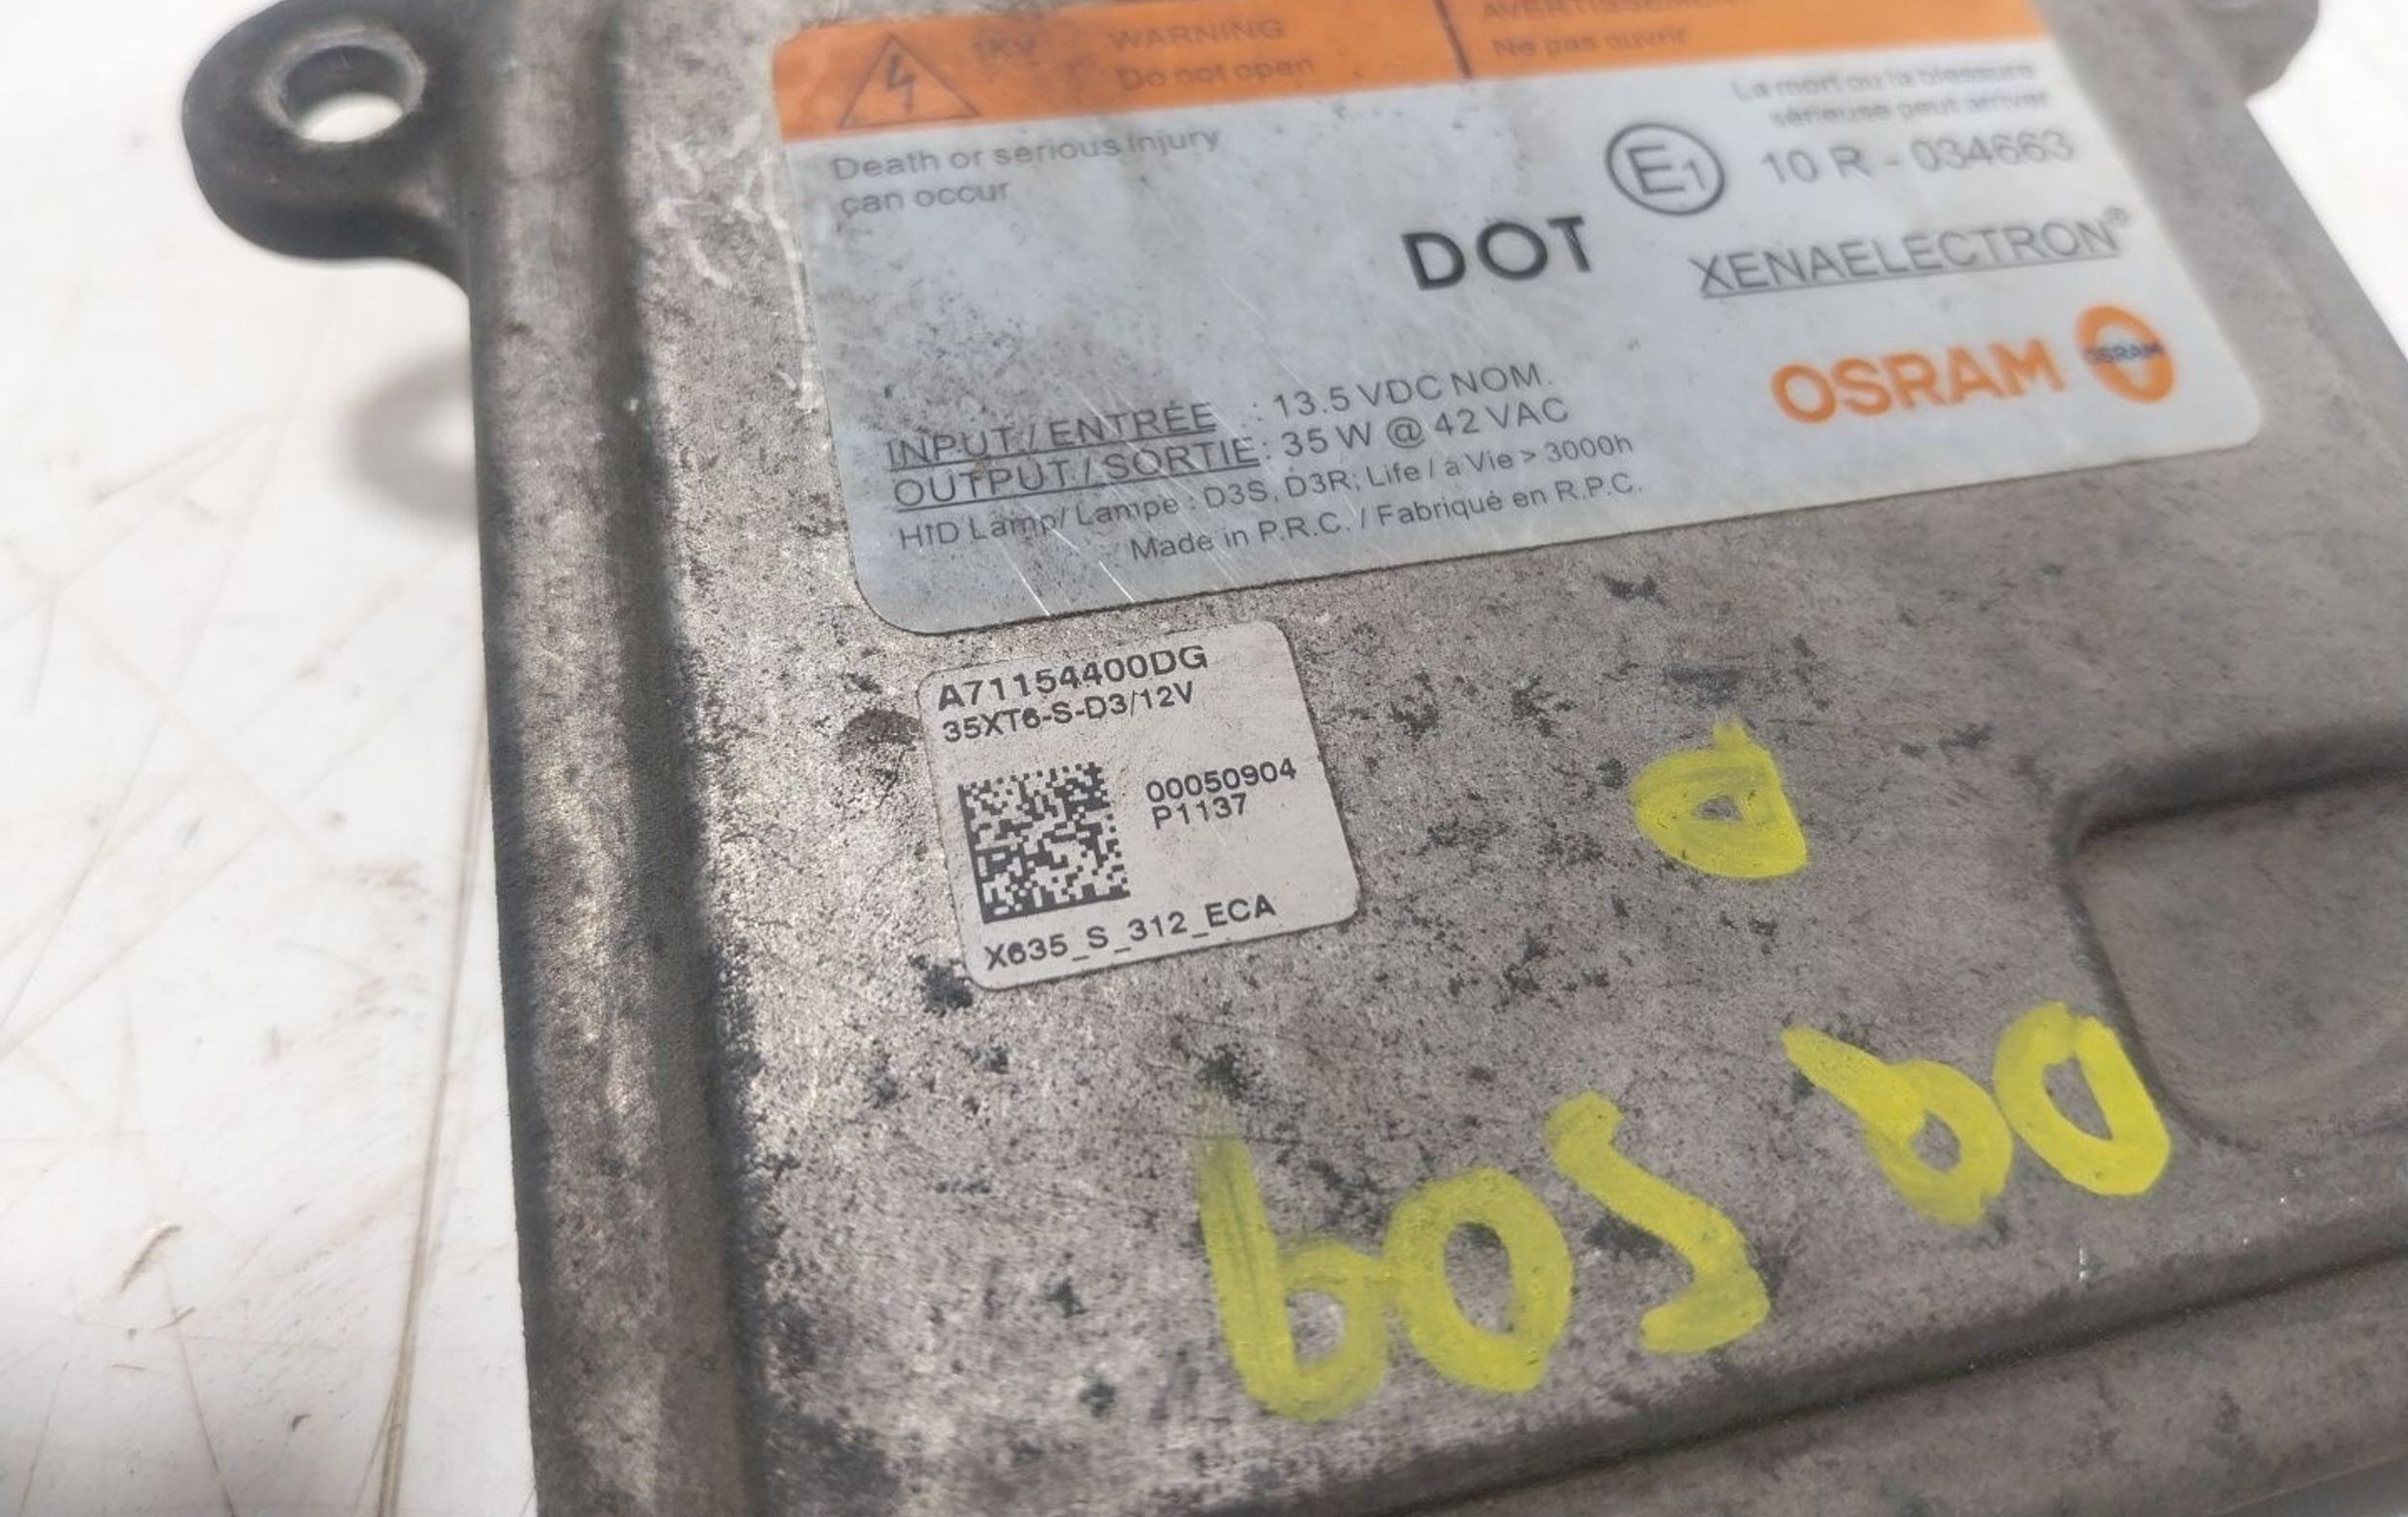 1KV
WARNING
Do not open
AVERTISSEMENT
Ne pas ouvrir
Death or serious injury
can occur
La mort ou la blessure
sérieuse peut arriver
E1
10 R - 034663
DOT
XENAELECTRON®
OSRAM OSRAM
INPUT / ENTRÉE : 13.5 VDC NOM.
OUTPUT / SORTIE : 35 W @ 42 VAC
HID Lamp/ Lampe : D3S, D3R; Life / à Vie > 3000h
Made in P.R.C. / Fabriqué en R.P.C.
A71154400DG
35XT6-S-D3/12V
00050904
P1137
X635_S_312_ECA